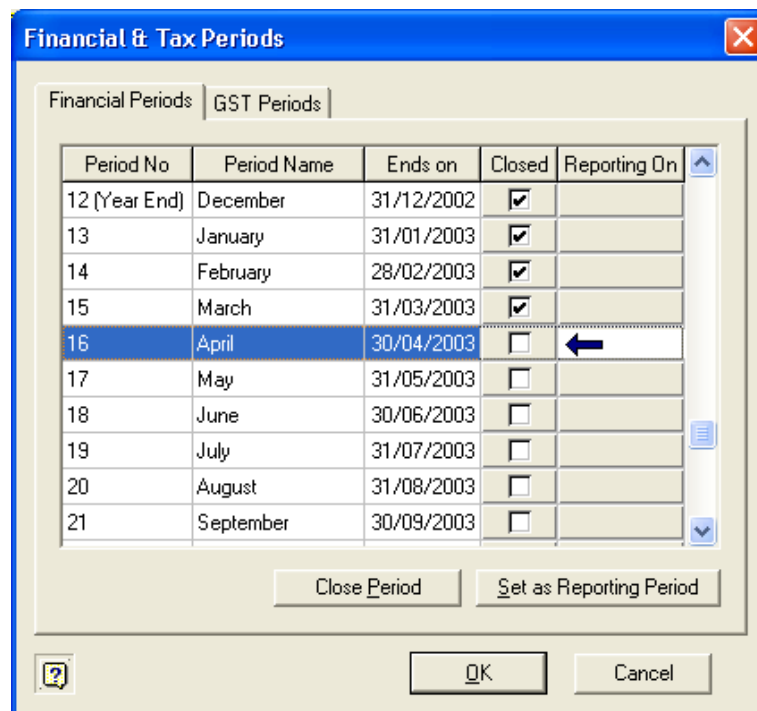 Financial & Tax Periods
Financial Periods GST Periods
Period No Period Name Ends on Closed Reporting On
12 (Year End) December 31/12/2002
13 January 31/01/2003
14 February 28/02/2003
15 March 31/03/2003
16 April 30/04/2003
17 May 31/05/2003
18 June 30/06/2003
19 July 31/07/2003
20 August 31/08/2003
21 September 30/09/2003
Close Period Set as Reporting Period
? OK Cancel